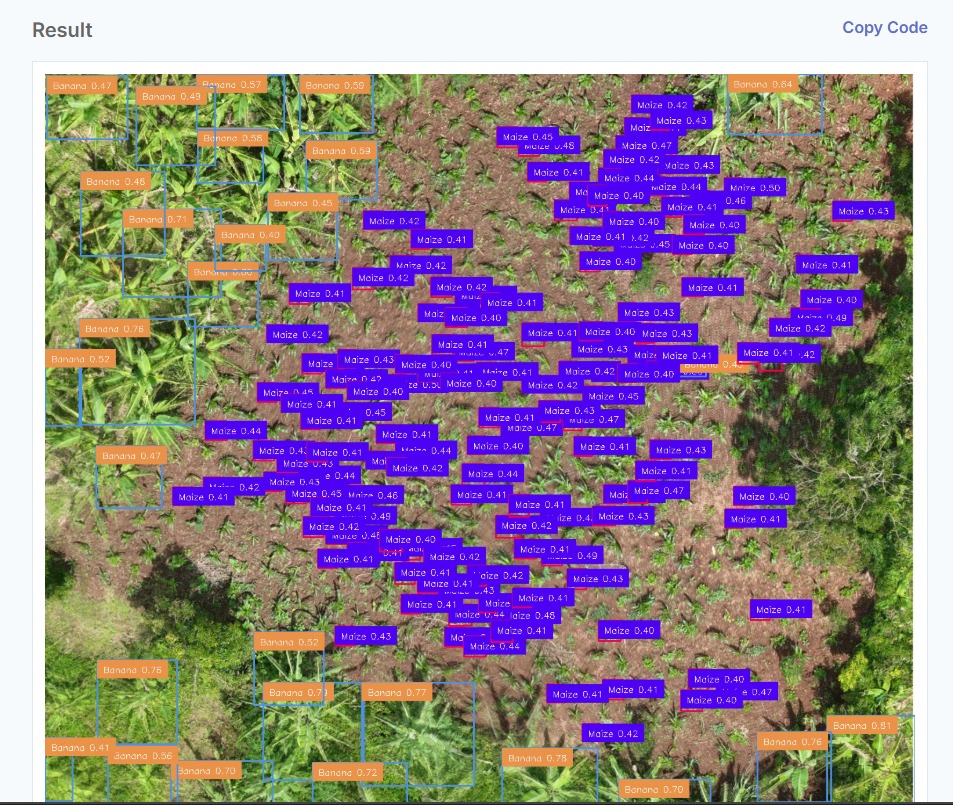 Result
Copy Code
Banana 0.47
Banana 0.57
Banana 0.59
Banana 0.64
Banana 0.49
Maize 0.42
Maize 0.43
Maize 0.45
Banana 0.58
Maize 0.47
Banana 0.59
Maize 0.42
Maize 0.43
Maize 0.41
Maize 0.44
Banana 0.48
Maize 0.44
Maize 0.50
Maize 0.40
0.46
Banana 0.45
Maize 0.41
Maize 0.41
Maize 0.43
Banana 0.71
Maize 0.42
Maize 0.40
Maize 0.40
Banana 0.40
Maize 0.41
Maize 0.41
Maize 0.40
Maize 0.40
Maize 0.42
Maize 0.41
Maize 0.42
Maize 0.42
Maize 0.41
Maize 0.41
Maize 0.41
Maize 0.40
Maize 0.40
Maize 0.43
Banana 0.76
Maize 0.42
Maize 0.41
Maize 0.40
Maize 0.43
Maize 0.42
Maize 0.41
Maize 0.43
Banana 0.52
Maize 0.43
Maize 0.41
Maize 0.41
Maize 0.40
Maize 0.41
Maize 0.42
Maize 0.40
Maize 0.42
Maize 0.40
Maize 0.42
Maize 0.45
Maize 0.40
Maize 0.45
Maize 0.41
0.45
Maize 0.43
Maize 0.41
Maize 0.41
Maize 0.47
Maize 0.44
Maize 0.41
Maize 0.47
Maize 0.43
Maize 0.41
Maize 0.44
Maize 0.40
Maize 0.41
Maize 0.43
Banana 0.47
Maize 0.43
Maize 0.42
Maize 0.44
Maize 0.41
Maize 0.43
Maize 0.42
Maize 0.41
Maize 0.45
Maize 0.46
Maize 0.41
Maize 0.47
Maize 0.40
Maize 0.41
Maize 0.41
Maize 0.42
Maize 0.42
Maize 0.43
Maize 0.41
Maize 0.40
Maize 0.41
Maize 0.42
Maize 0.41
Maize 0.41
Maize 0.42
Maize 0.43
Maize 0.41
Maize 0.41
Maize 0.41
Maize 0.41
Maize 0.44
Maize 0.48
Banana 0.52
Maize 0.43
Maize 0.41
Maize 0.40
Maize 0.44
Banana 0.76
Maize 0.40
Banana 0.77
Maize 0.41
Maize 0.41
Maize 0.40
0.47
Banana 0.81
Maize 0.42
Banana 0.76
Banana 0.41
Banana 0.56
Banana 0.78
Banana 0.70
Banana 0.72
Banana 0.70